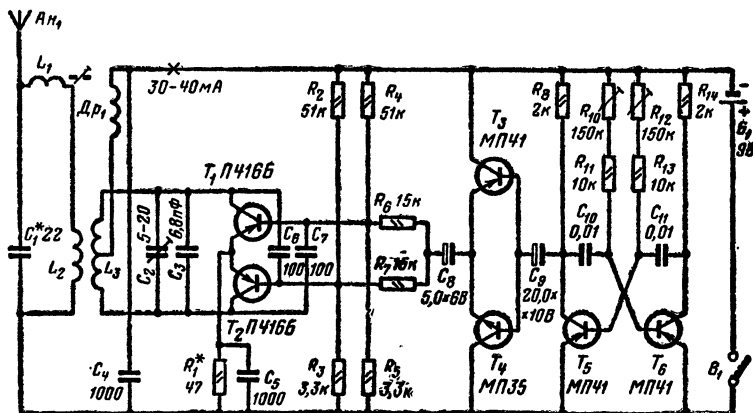 Ан₁
L₁
Др₁
30-40мА
R₂
51к
R₄
51к
T₃
МП41
R₈
2к
R₁₀
150к
R₁₂
150к
R₁₄
2к
Б₁
9В
R₁₁
10к
R₁₃
10к
T₁ П416Б
R₆ 15к
C₁₀
0,01
C₁₁
0,01
C₁* 22
L₂
L₃
5-20
C₂
6,8пФ
C₃
C₆
100
C₇
100
R₇ 15к
C₈
5,0×6В
C₉
20,0×
×10В
T₂ П416Б
C₄
1000
R₁*
47
C₅
1000
R₃
3,3к
R₅
3,3к
T₄
МП35
T₅
МП41
T₆
МП41
В₁